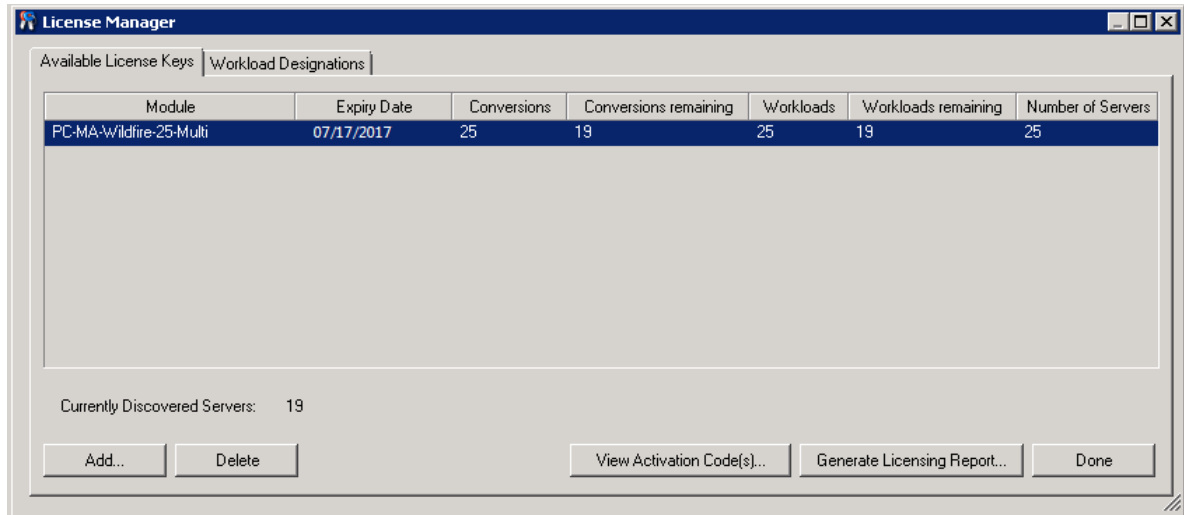 License Manager
Available License Keys Workload Designations
Module Expiry Date Conversions Conversions remaining Workloads Workloads remaining Number of Servers
PC-MA-Wildfire-25-Multi 07/17/2017 25 19 25 19 25
Currently Discovered Servers: 19
Add... Delete View Activation Code(s)... Generate Licensing Report... Done